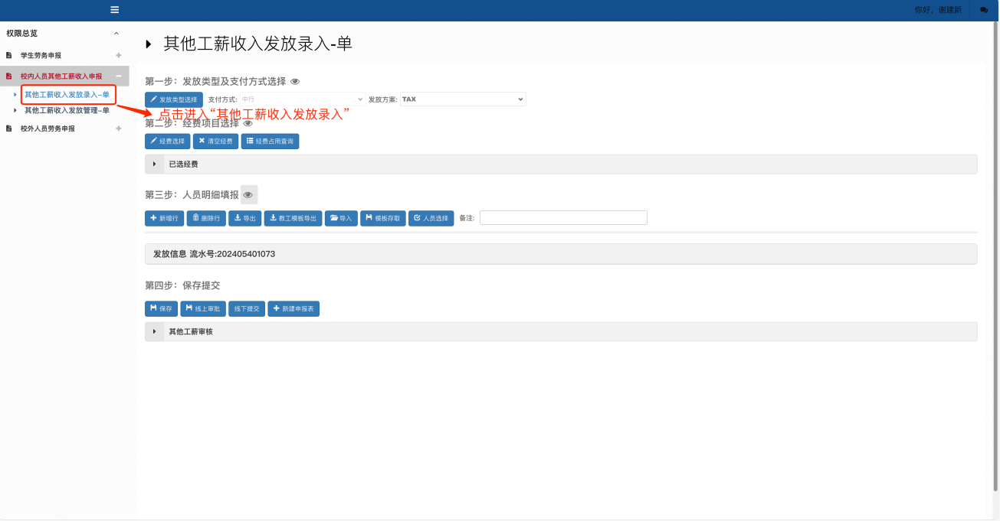 你好，谢建新
权限总览
学生劳务申报
校内人员其他工薪收入申报
其他工薪收入发放录入-单
其他工薪收入发放管理-单
校外人员劳务申报
其他工薪收入发放录入-单
第一步：发放类型及支付方式选择
发放类型选择 支付方式: 中行 发放方案: TAX
点击进入“其他工薪收入发放录入”
第二步：经费项目选择
经费选择 清空经费 经费占用查询
已选经费
第三步：人员明细填报
新增行 删除行 导出 教工模板导出 导入 模板存取 人员选择 备注:
发放信息 流水号:202405401073
第四步：保存提交
保存 线上审批 线下提交 新建申报表
其他工薪审核